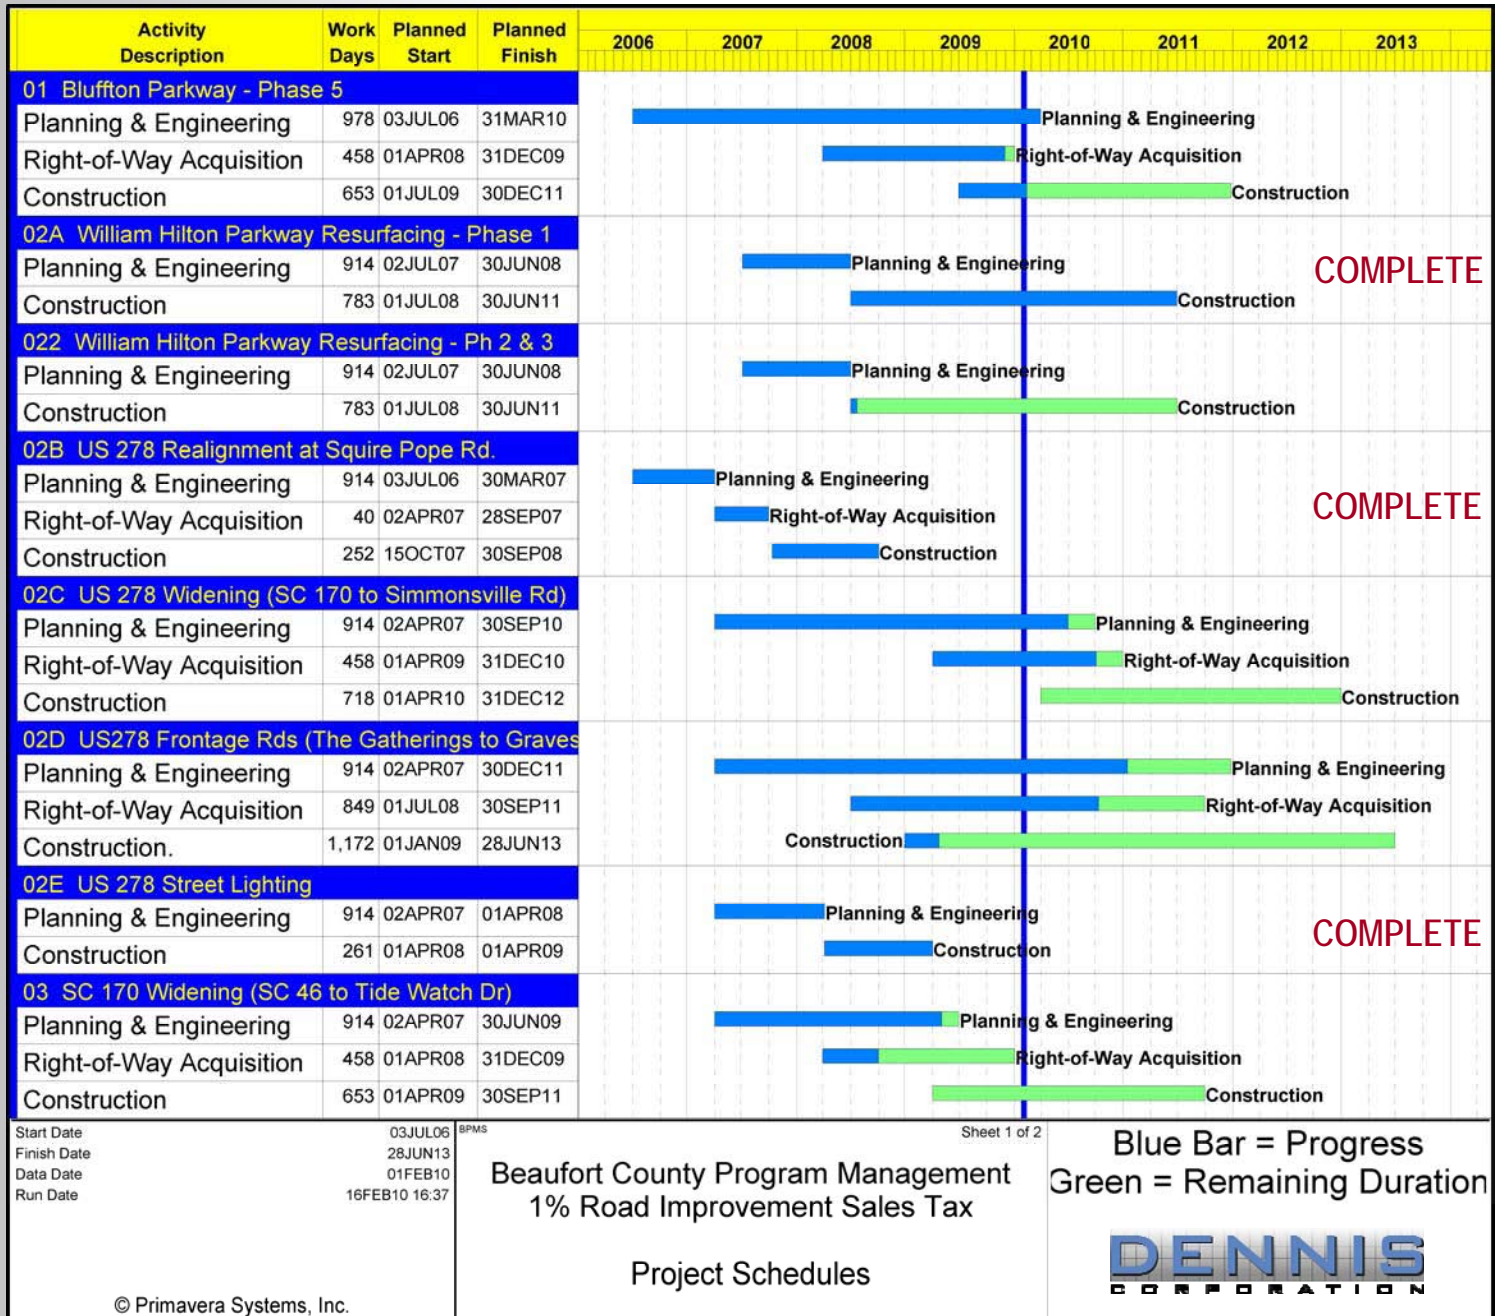 Activity Description Work Days Planned Start Planned Finish 2006 2007 2008 2009 2010 2011 2012 2013
01 Bluffton Parkway - Phase 5
Planning & Engineering 978 03JUL06 31MAR10 Planning & Engineering
Right-of-Way Acquisition 458 01APR08 31DEC09 Right-of-Way Acquisition
Construction 653 01JUL09 30DEC11 Construction
02A William Hilton Parkway Resurfacing - Phase 1
Planning & Engineering 914 02JUL07 30JUN08 Planning & Engineering COMPLETE
Construction 783 01JUL08 30JUN11 Construction
022 William Hilton Parkway Resurfacing - Ph 2 & 3
Planning & Engineering 914 02JUL07 30JUN08 Planning & Engineering
Construction 783 01JUL08 30JUN11 Construction
02B US 278 Realignment at Squire Pope Rd.
Planning & Engineering 914 03JUL06 30MAR07 Planning & Engineering
Right-of-Way Acquisition 40 02APR07 28SEP07 Right-of-Way Acquisition COMPLETE
Construction 252 15OCT07 30SEP08 Construction
02C US 278 Widening (SC 170 to Simmonsville Rd)
Planning & Engineering 914 02APR07 30SEP10 Planning & Engineering
Right-of-Way Acquisition 458 01APR09 31DEC10 Right-of-Way Acquisition
Construction 718 01APR10 31DEC12 Construction
02D US278 Frontage Rds (The Gatherings to Graves
Planning & Engineering 914 02APR07 30DEC11 Planning & Engineering
Right-of-Way Acquisition 849 01JUL08 30SEP11 Right-of-Way Acquisition
Construction. 1,172 01JAN09 28JUN13 Construction.
02E US 278 Street Lighting
Planning & Engineering 914 02APR07 01APR08 Planning & Engineering COMPLETE
Construction 261 01APR08 01APR09 Construction
03 SC 170 Widening (SC 46 to Tide Watch Dr)
Planning & Engineering 914 02APR07 30JUN09 Planning & Engineering
Right-of-Way Acquisition 458 01APR08 31DEC09 Right-of-Way Acquisition
Construction 653 01APR09 30SEP11 Construction
Start Date 03JUL06
Finish Date 28JUN13
Data Date 01FEB10
Run Date 16FEB10 16:37
© Primavera Systems, Inc.
BPMS
Sheet 1 of 2
Beaufort County Program Management
1% Road Improvement Sales Tax
Project Schedules
Blue Bar = Progress
Green = Remaining Duration
DENNIS
CORPORATION